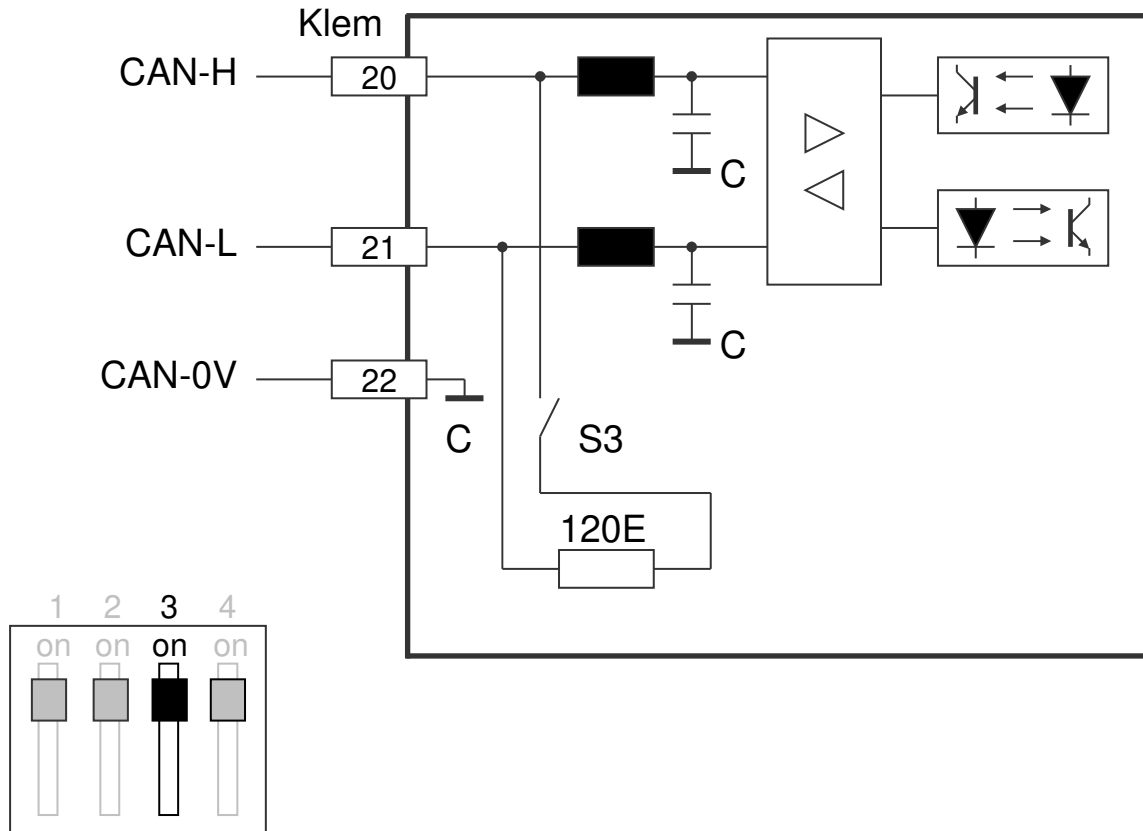 Klem
CAN-H 20
C
CAN-L 21
C
CAN-0V 22
C
S3
120E
1 2 3 4
on on on on